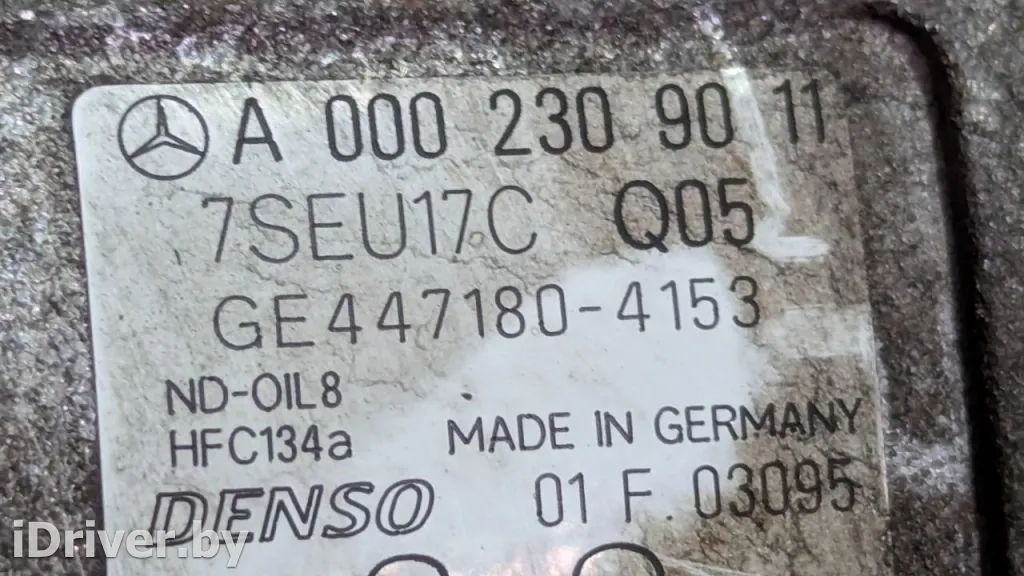 A 000 230 90 11
7SEU17C Q05
GE447180-4153
ND-OIL8
HFC134a MADE IN GERMANY
DENSO 01 F. 03095
iDriver.by